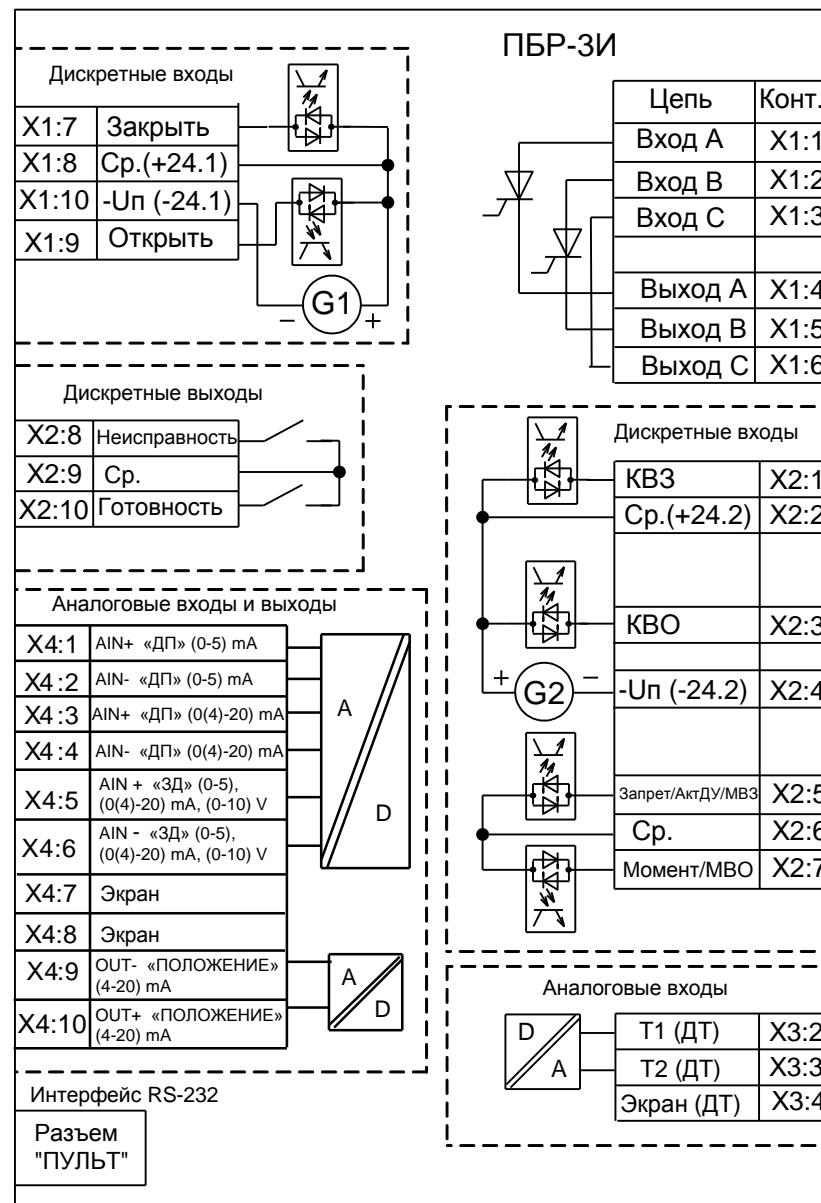 ПБР-3И
Дискретные входы
X1:7 Закрыть
X1:8 Ср.(+24.1)
X1:10 -Uп (-24.1)
X1:9 Открыть
− G1 +
Цепь Конт.
Вход А X1:1
Вход В X1:2
Вход С X1:3
Выход А X1:4
Выход В X1:5
Выход С X1:6
Дискретные выходы
X2:8 Неисправность
X2:9 Ср.
X2:10 Готовность
Дискретные входы
КВЗ X2:1
Ср.(+24.2) X2:2
КВО X2:3
+ G2 −
-Uп (-24.2) X2:4
Запрет/АктДУ/МВЗ X2:5
Ср. X2:6
Момент/МВО X2:7
Аналоговые входы и выходы
X4:1 AIN+ «ДП» (0-5) mA
X4:2 AIN- «ДП» (0-5) mA
X4:3 AIN+ «ДП» (0(4)-20) mA
X4:4 AIN- «ДП» (0(4)-20) mA
X4:5 AIN + «ЗД» (0-5),
(0(4)-20) mA, (0-10) V
X4:6 AIN - «ЗД» (0-5),
(0(4)-20) mA, (0-10) V
A
D
X4:7 Экран
X4:8 Экран
X4:9 OUT- «ПОЛОЖЕНИЕ»
(4-20) mA
X4:10 OUT+ «ПОЛОЖЕНИЕ»
(4-20) mA
A
D
Аналоговые входы
D
A
Т1 (ДТ) X3:2
Т2 (ДТ) X3:3
Экран (ДТ) X3:4
Интерфейс RS-232
Разъем
"ПУЛЬТ"